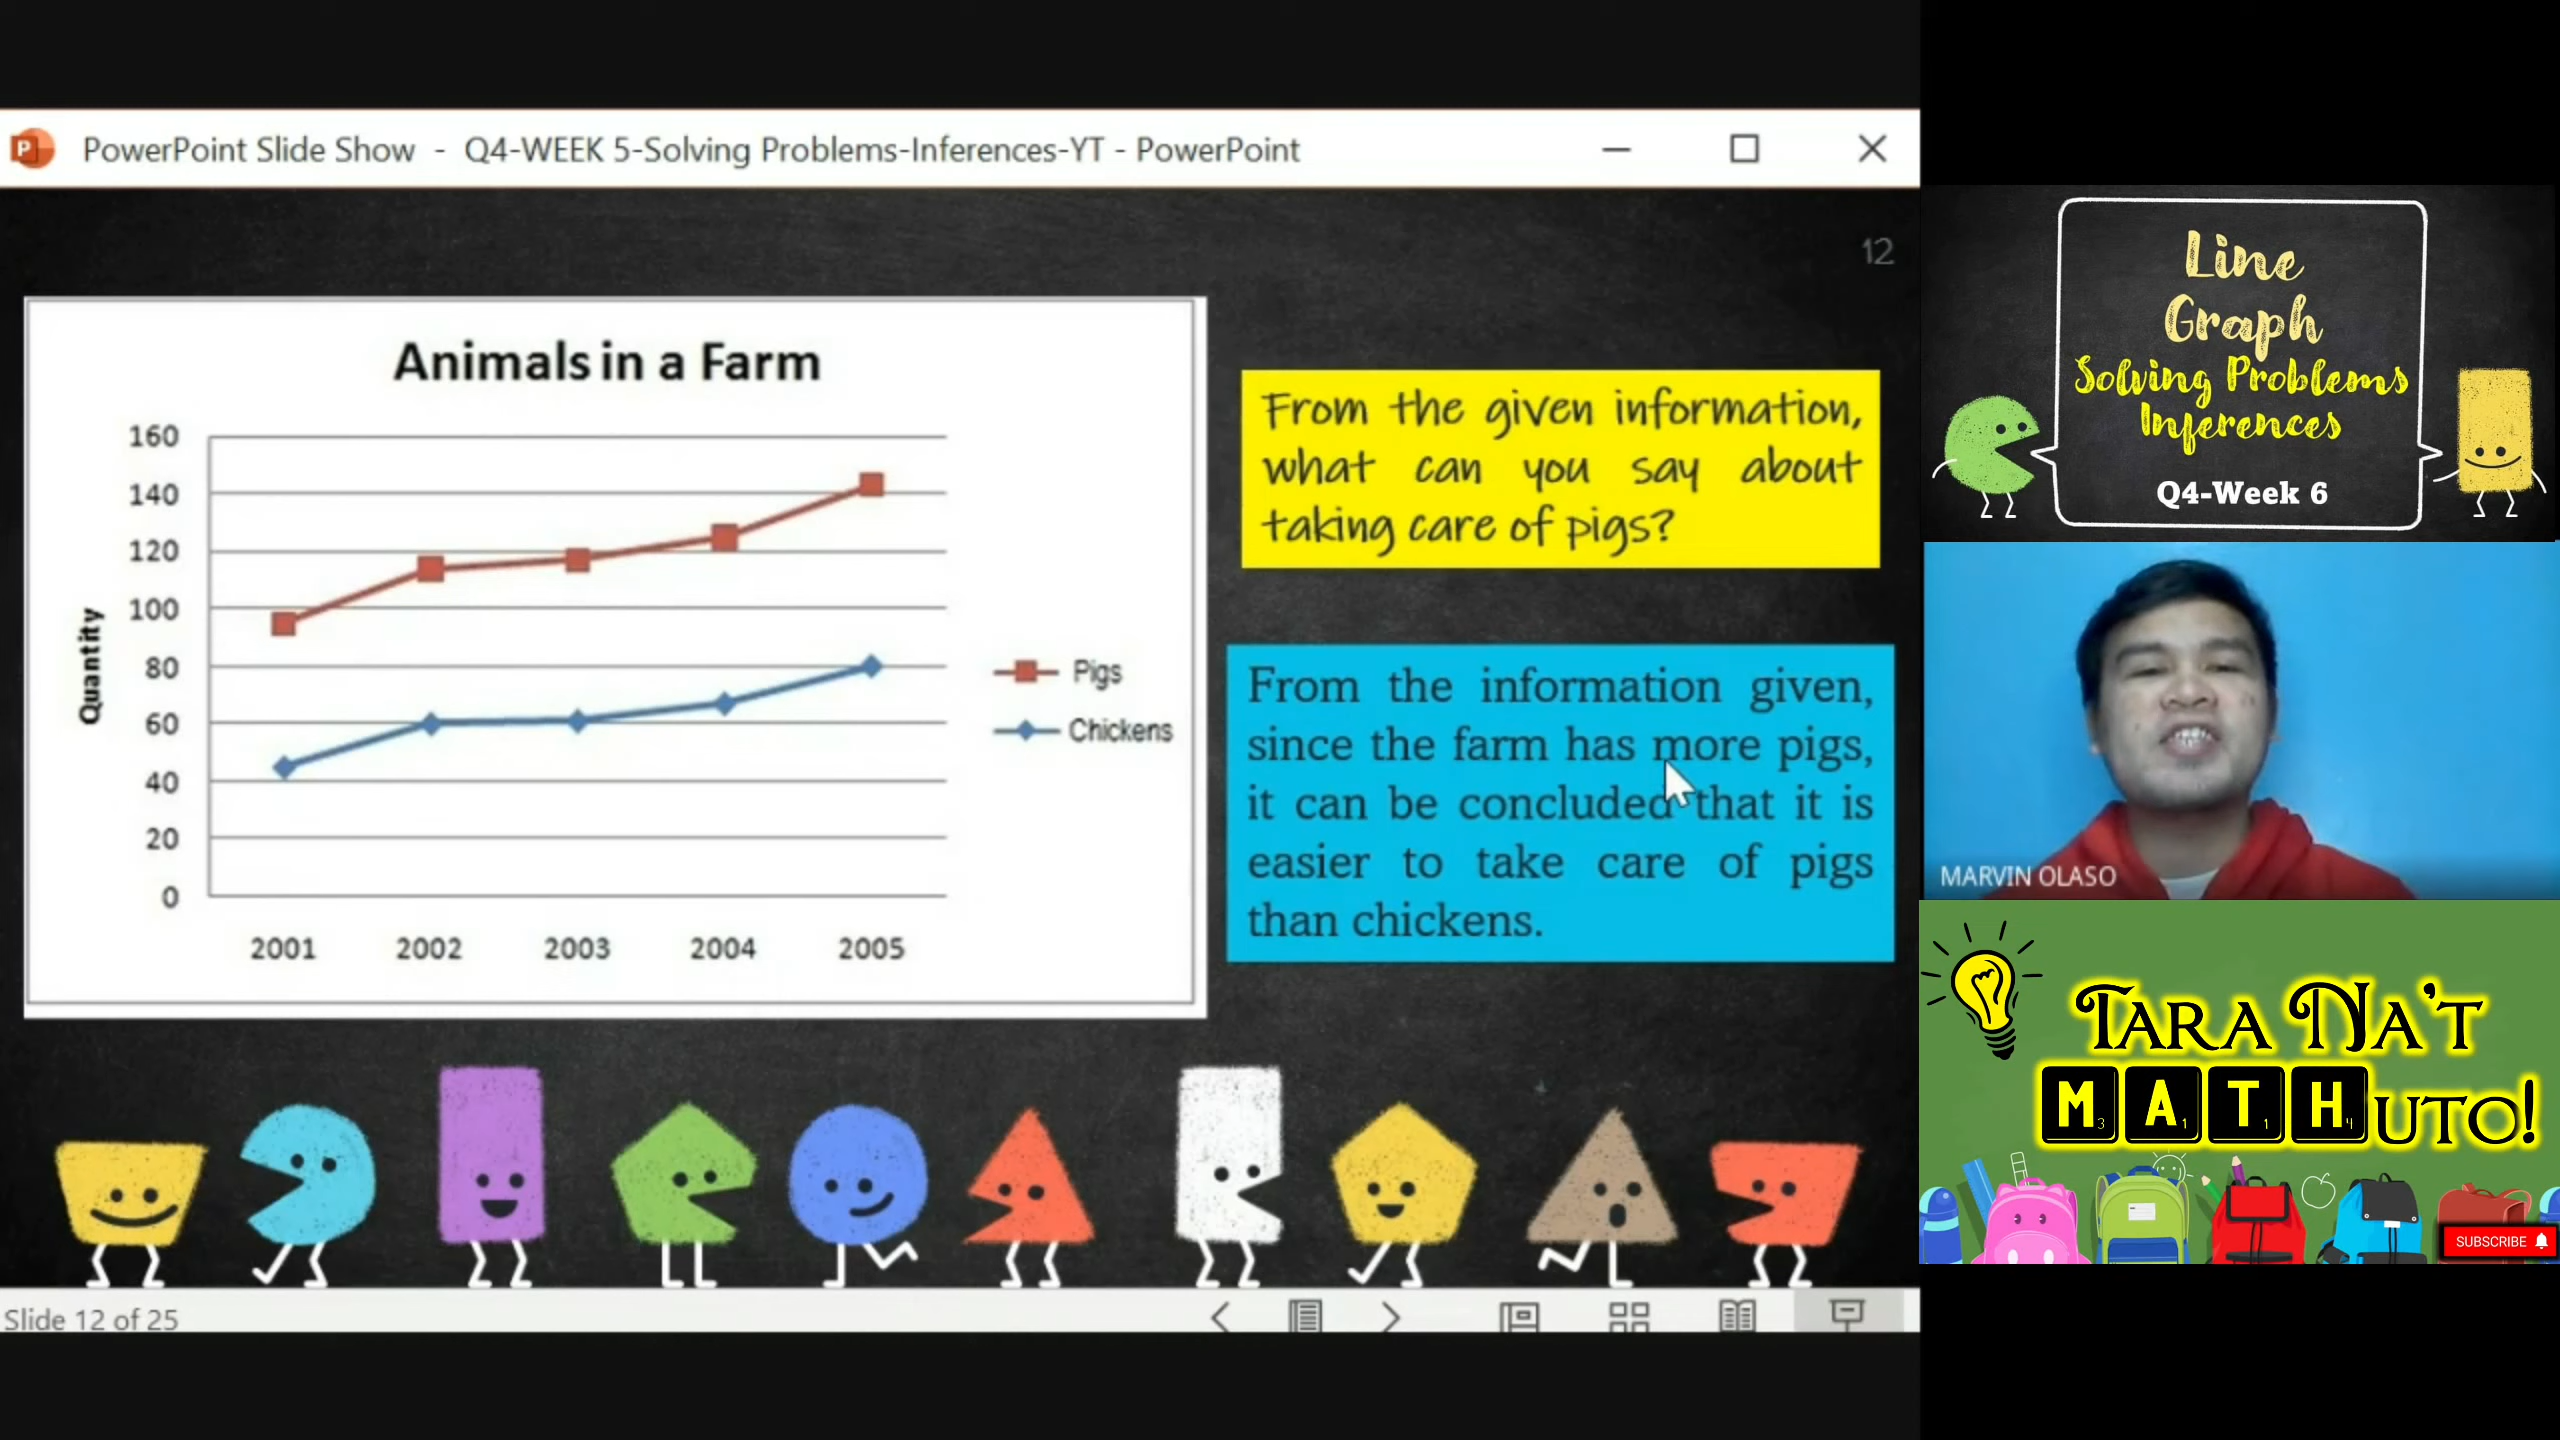 PowerPoint Slide Show - Q4-WEEK 5-Solving Problems-Inferences-YT - PowerPoint
12
Animals in a Farm
160
140
120
100
80
60
40
20
0
Quantity
2001 2002 2003 2004 2005
Pigs
Chickens
From the given information,
what can you say about
taking care of pigs?
From the information given,
since the farm has more pigs,
it can be concluded that it is
easier to take care of pigs
than chickens.
Slide 12 of 25
Line
Graph
Solving Problems
Inferences
Q4-Week 6
MARVIN OLASO
TARA NA'T
MATHUTO!
SUBSCRIBE